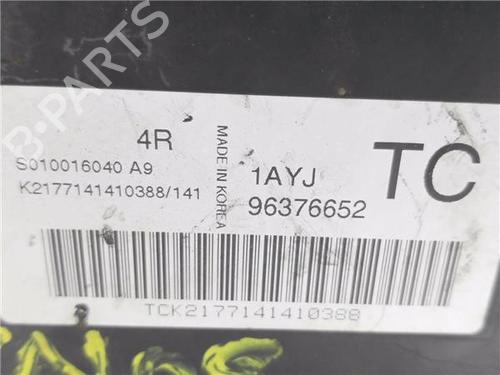 B-PARTS
4R
S010016040 A9
K2177141410388/141
MADE IN KOREA
1AYJ
96376652
TC
TCK2177141410388